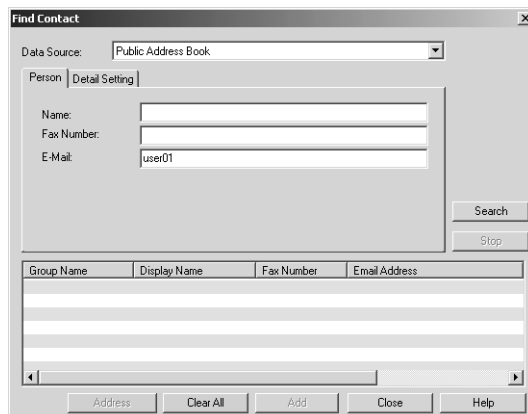 Find Contact
Data Source: Public Address Book
Person Detail Setting
Name:
Fax Number:
E-Mail: user01
Search
Stop
Group Name Display Name Fax Number Email Address
Address Clear All Add Close Help